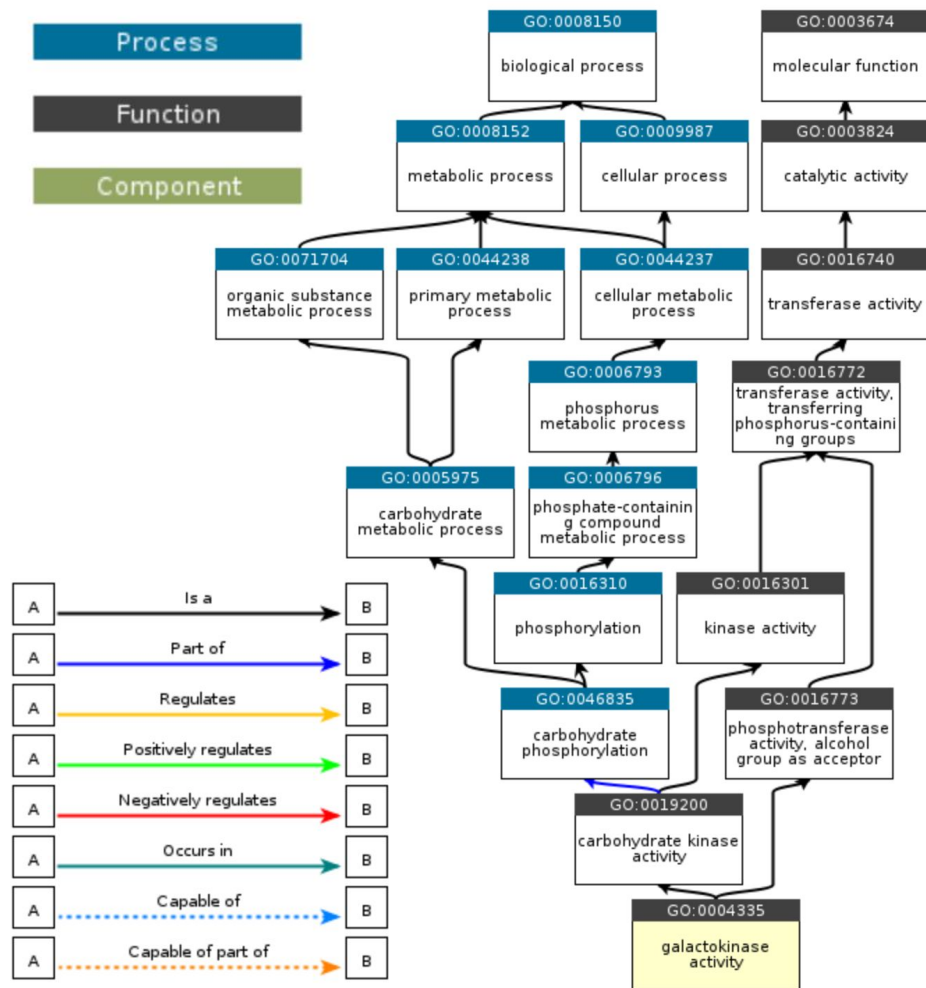 Process
Function
Component
GO:0008150
biological process
GO:0003674
molecular function
GO:0008152
metabolic process
GO:0009987
cellular process
GO:0003824
catalytic activity
GO:0071704
organic substance
metabolic process
GO:0044238
primary metabolic
process
GO:0044237
cellular metabolic
process
GO:0016740
transferase activity
GO:0006793
phosphorus
metabolic process
GO:0016772
transferase activity,
transferring
phosphorus-containi
ng groups
GO:0005975
carbohydrate
metabolic process
GO:0006796
phosphate-containin
g compound
metabolic process
GO:0016310
phosphorylation
GO:0016301
kinase activity
GO:0046835
carbohydrate
phosphorylation
GO:0016773
phosphotransferase
activity, alcohol
group as acceptor
GO:0019200
carbohydrate kinase
activity
GO:0004335
galactokinase
activity
A Is a B
A Part of B
A Regulates B
A Positively regulates B
A Negatively regulates B
A Occurs in B
A Capable of B
A Capable of part of B